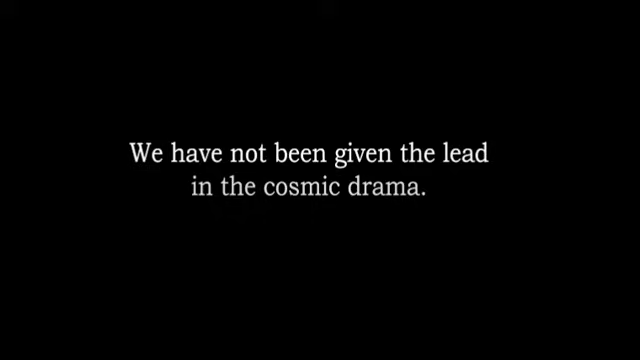 We have not been given the lead
in the cosmic drama.